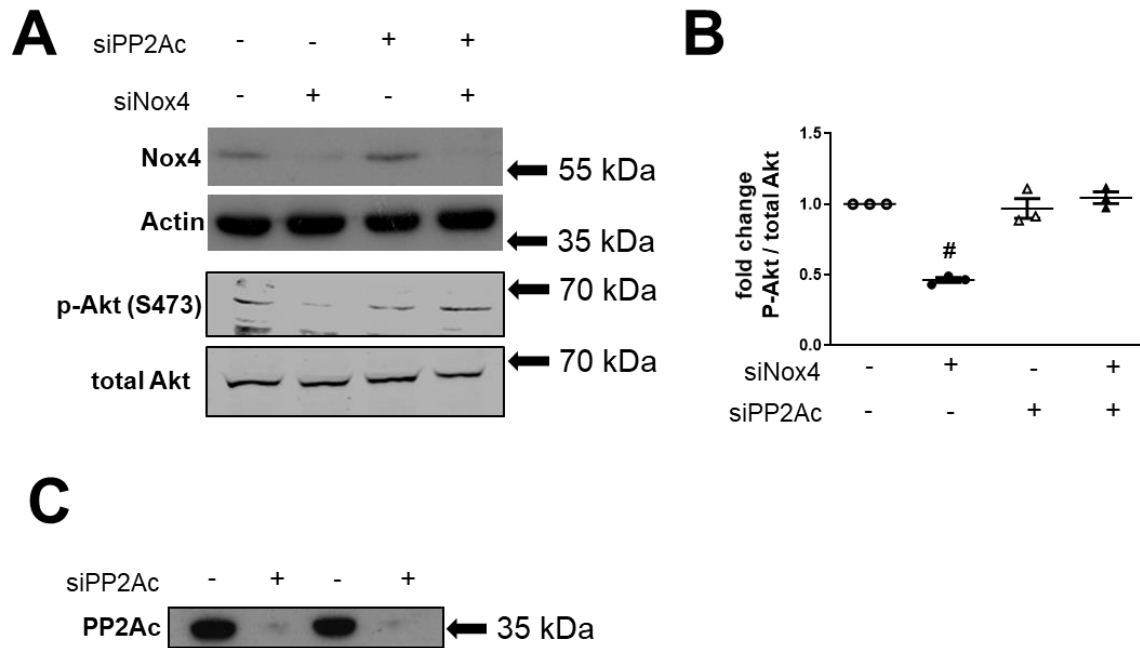 A
siPP2Ac - - + +
siNox4 - + - +
Nox4
55 kDa
Actin
35 kDa
p-Akt (S473)
70 kDa
total Akt
70 kDa
B
fold change
P-Akt / total Akt
1.5
1.0
0.5
0.0
#
siNox4 - + - +
siPP2Ac - - + +
C
siPP2Ac - + - +
PP2Ac
35 kDa